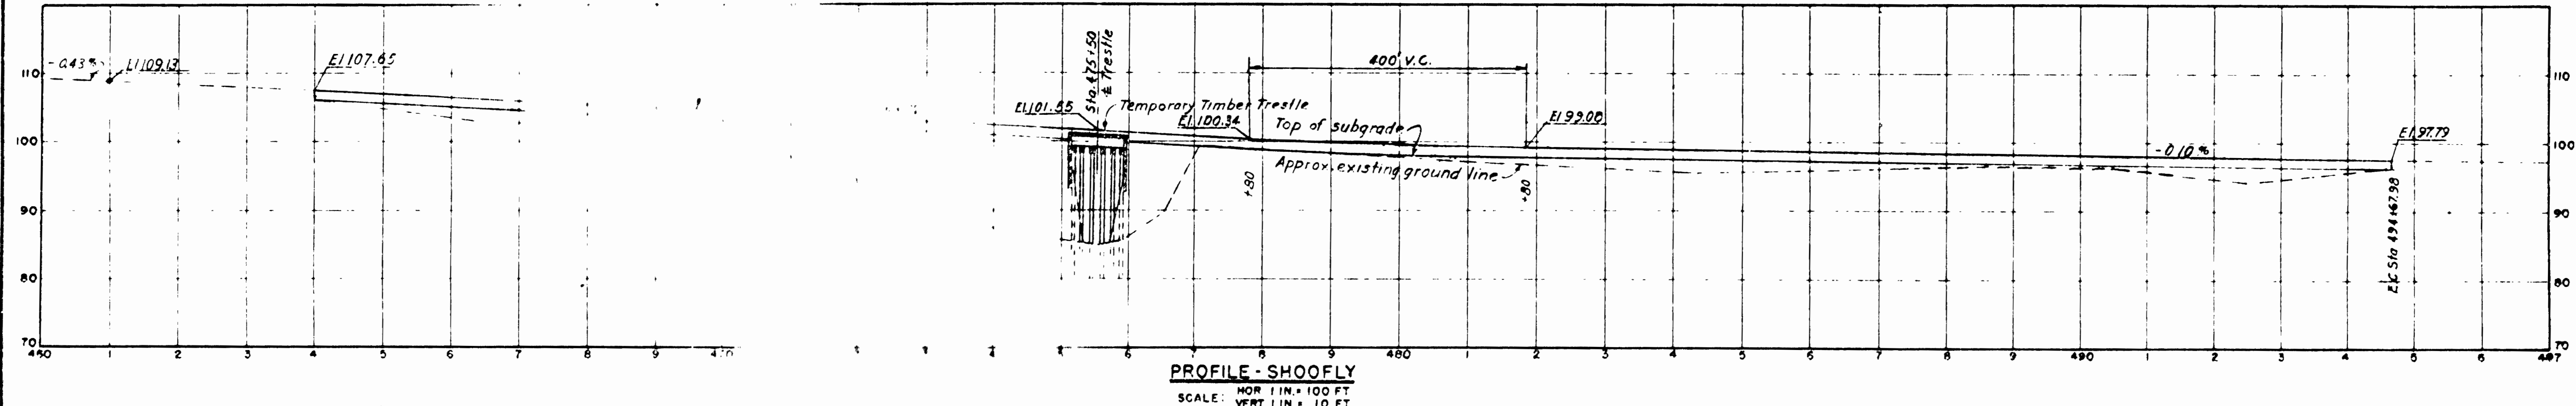 - 0.43%
El 109.13
El 107.65
El.101.55
Sta. 475+50
℄ Trestle
Temporary Timber Trestle
El. 100.34
400' V.C.
Top of subgrade
El 99.08
Approx. existing ground line
+80
+80
- 0.10 %
El. 97.79
E.C. Sta 494+67.98
110
100
90
80
70
110
100
90
80
70
460 1 2 3 4 5 6 7 8 9 4 5 6 7 8 9 480 1 2 3 4 5 6 7 8 9 490 1 2 3 4 5 6 497
PROFILE - SHOOFLY
SCALE: HOR 1 IN. = 100 FT
VERT 1 IN. = 10 FT